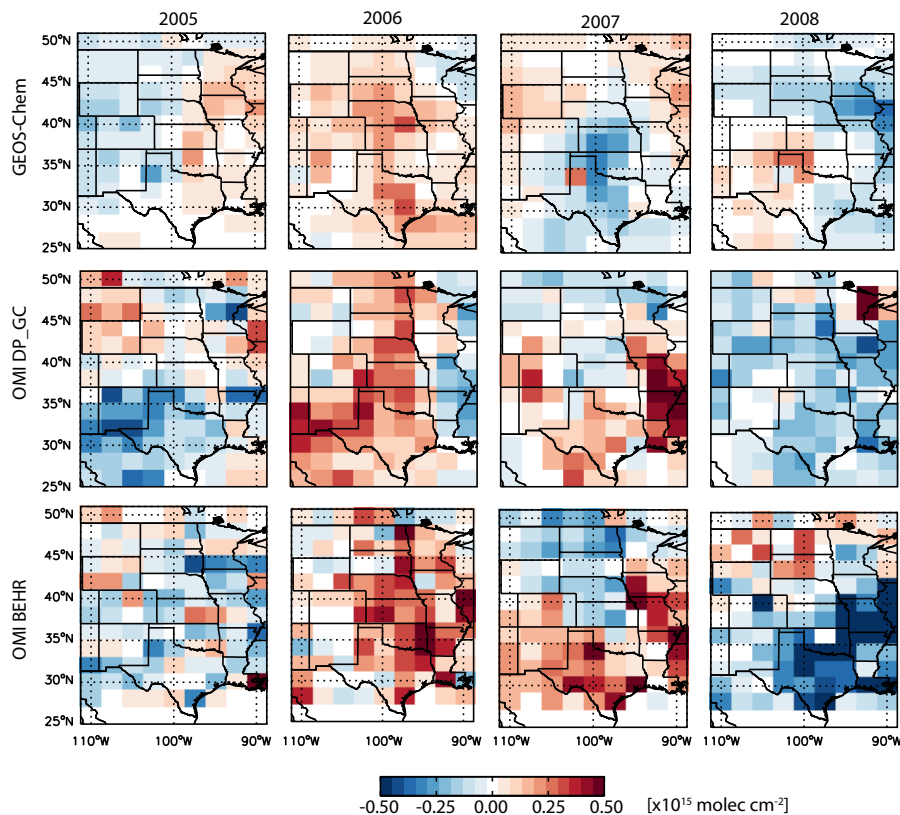 2005 2006 2007 2008
GEOS-Chem
50°N
45°N
40°N
35°N
30°N
25°N
OMI DP_GC
50°N
45°N
40°N
35°N
30°N
25°N
OMI BEHR
50°N
45°N
40°N
35°N
30°N
25°N
110°W 100°W 90°W 110°W 100°W 90°W 110°W 100°W 90°W 110°W 100°W 90°W
-0.50 -0.25 0.00 0.25 0.50 [x10¹⁵ molec cm⁻²]